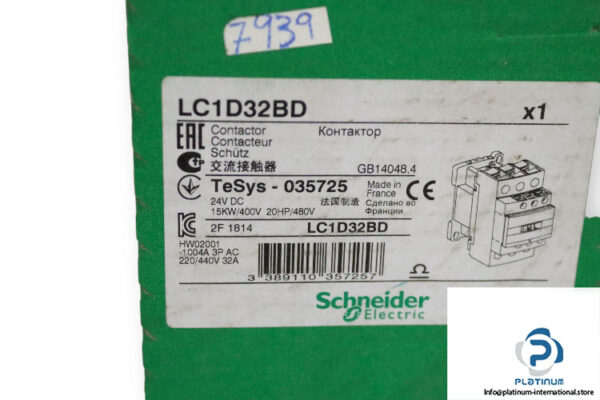 7939
LC1D32BD
x1
EAC
Contactor
Контактор
Contacteur
Schütz
交流接触器
GB14048.4
TeSys - 035725
Made in
France
CE
24V DC
法国制造
Сделано во
Франции
15KW/400V 20HP/480V
2F 1814
LC1D32BD
HW02001
-1004A 3P AC
220/440V 32A
3 389110 357257
Schneider
Electric
PLATINUM
INTERNATIONAL
Info@platinum-international.store